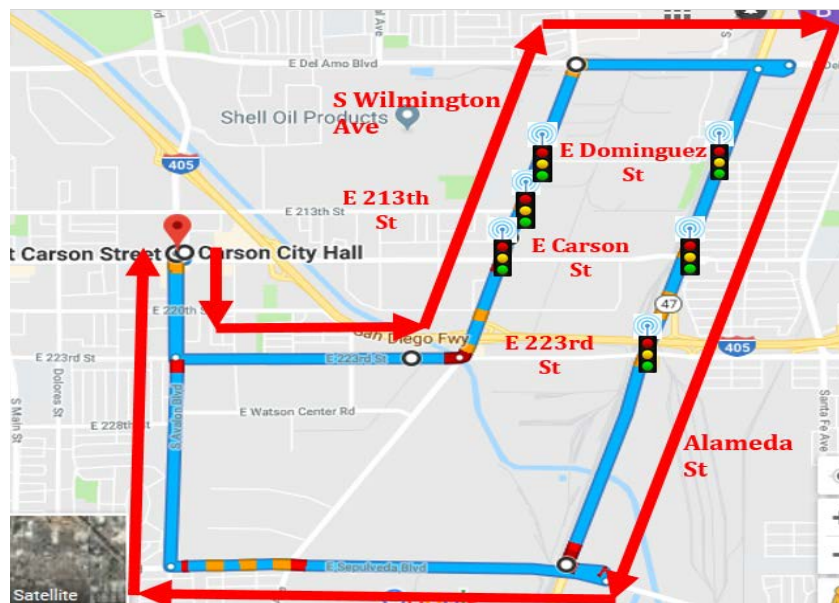 E Del Amo Blvd
S Wilmington
Ave
Shell Oil Products
E Dominguez
St
405
E 213th
St
E 213th St
t Carson Street
Carson City Hall
E Carson
St
47
E 220th St
San Diego Fwy
E 223rd St
E 223rd St
E 223rd
St
405
S Main St
Dolores St
S Avalon Blvd
E Watson Center Rd
E 228th St
Alameda
St
Santa Fe Ave
E Sepulveda Blvd
Satellite